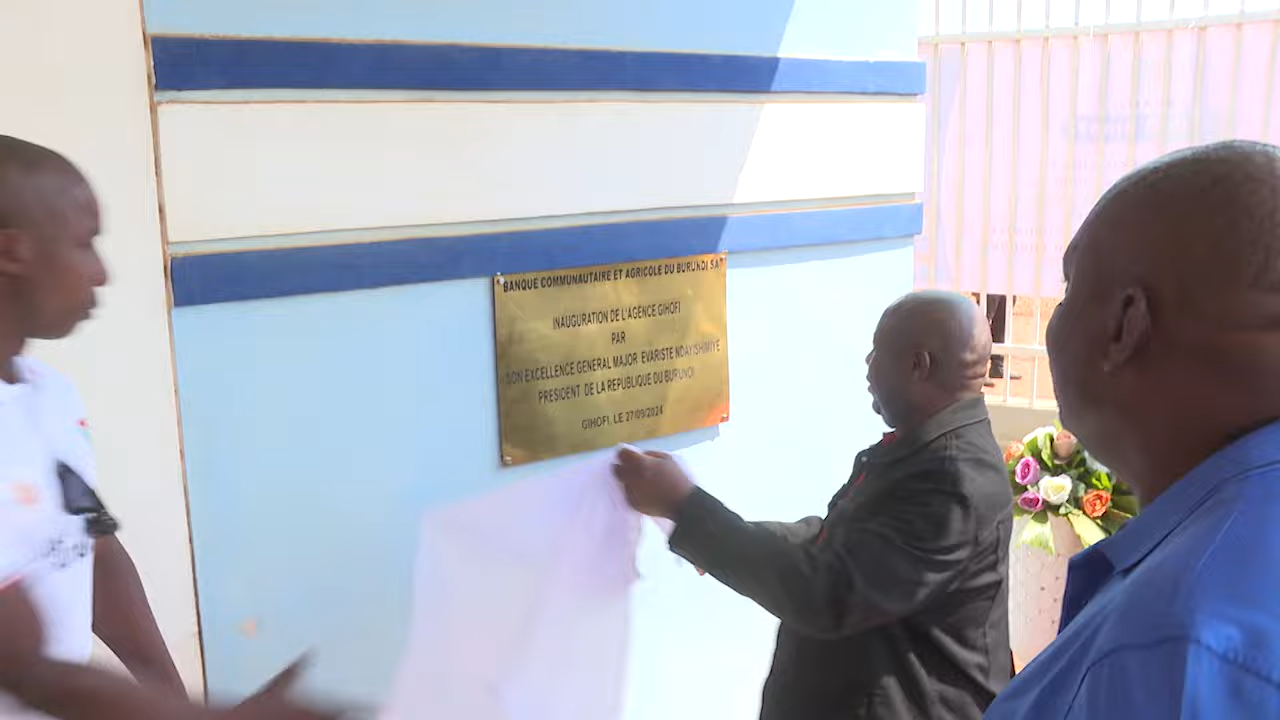 BANQUE COMMUNAUTAIRE ET AGRICOLE DU BURUNDI SA
INAUGURATION DE L'AGENCE GIHOFI
PAR
SON EXCELLENCE GENERAL MAJOR EVARISTE NDAYISHIMIYE
PRESIDENT DE LA REPUBLIQUE DU BURUNDI
GIHOFI, LE 27/09/2024